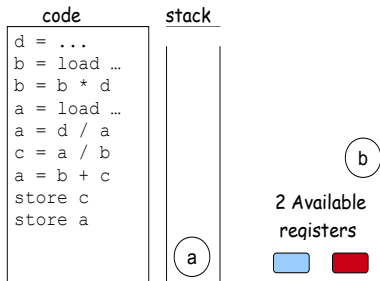 code
stack
d = ...
b = load …
b = b * d
a = load …
a = d / a
c = a / b
a = b + c
store c
store a
a
b
2 Available
registers